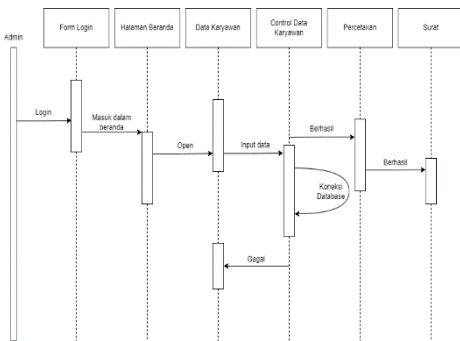 Admin
Form Login
Halaman Beranda
Data Karyawan
Control Data
Karyawan
Percetakan
Surat
Login
Masuk dalam
beranda
Open
Input data
Berhasil
Berhasil
Koneksi
Database
Gagal